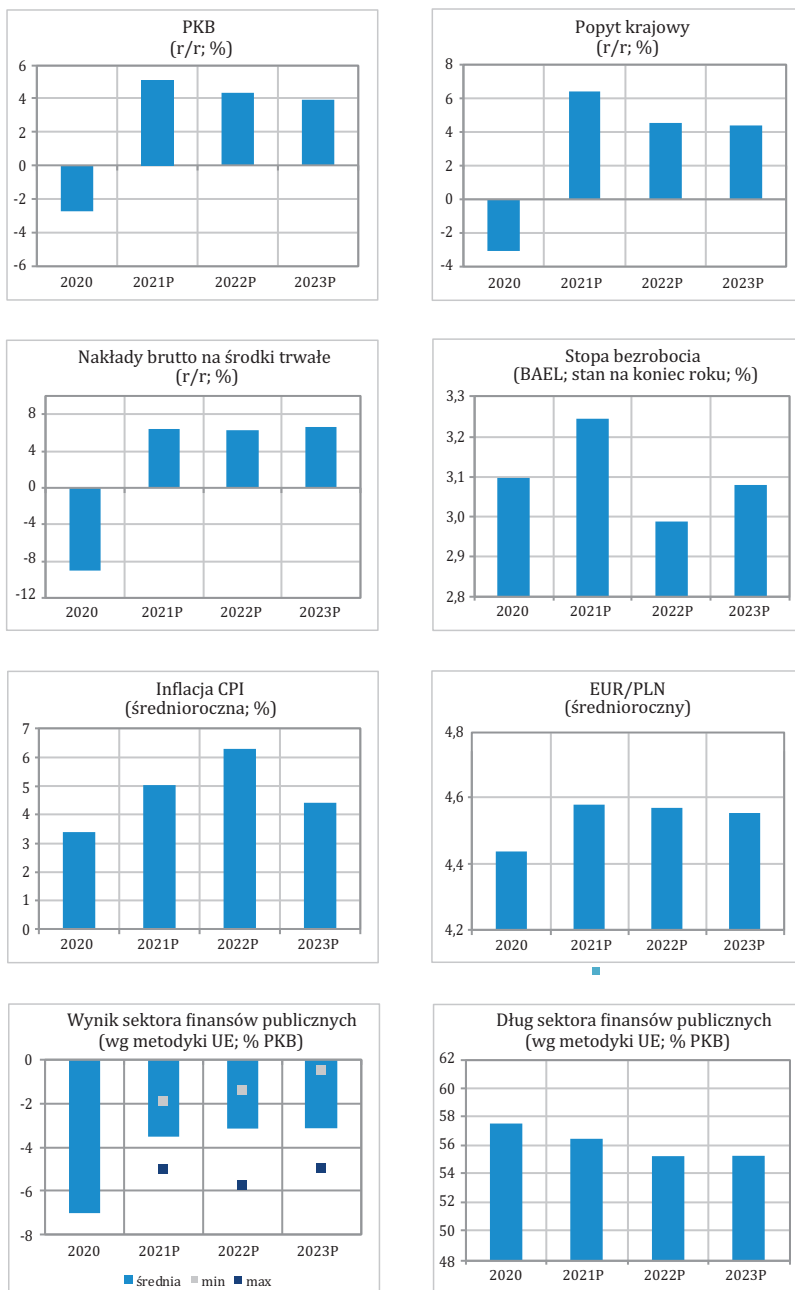 PKB
(r/r; %)
6
4
2
0
-2
-4
-6
2020 2021P 2022P 2023P
Popyt krajowy
(r/r; %)
8
6
4
2
0
-2
-4
2020 2021P 2022P 2023P
Nakłady brutto na środki trwałe
(r/r; %)
8
4
0
-4
-8
-12
2020 2021P 2022P 2023P
Stopa bezrobocia
(BAEL; stan na koniec roku; %)
3,3
3,2
3,1
3,0
2,9
2,8
2020 2021P 2022P 2023P
Inflacja CPI
(średnioroczna; %)
7
6
5
4
3
2
1
0
2020 2021P 2022P 2023P
EUR/PLN
(średnioroczny)
4,8
4,6
4,4
4,2
2020 2021P 2022P 2023P
Wynik sektora finansów publicznych
(wg metodyki UE; % PKB)
0
-2
-4
-6
-8
2020 2021P 2022P 2023P
średnia min max
Dług sektora finansów publicznych
(wg metodyki UE; % PKB)
62
60
58
56
54
52
50
48
2020 2021P 2022P 2023P